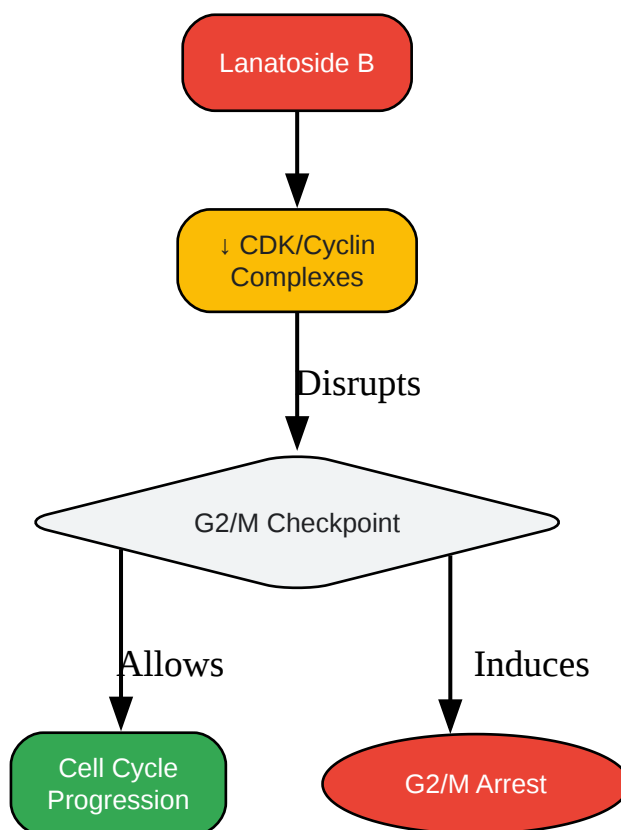 Lanatoside B
↓ CDK/Cyclin
Complexes
Disrupts
G2/M Checkpoint
Allows
Induces
Cell Cycle
Progression
G2/M Arrest